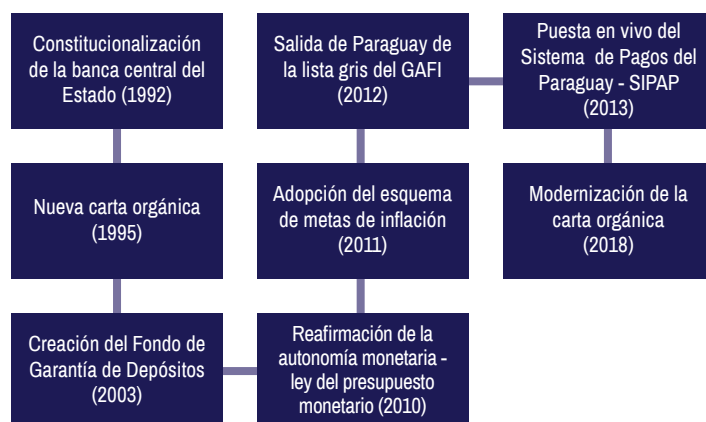 Constitucionalización
de la banca central del
Estado (1992)
Nueva carta orgánica
(1995)
Creación del Fondo de
Garantía de Depósitos
(2003)
Reafirmación de la
autonomía monetaria -
ley del presupuesto
monetario (2010)
Adopción del esquema
de metas de inflación
(2011)
Salida de Paraguay de
la lista gris del GAFI
(2012)
Puesta en vivo del
Sistema de Pagos del
Paraguay - SIPAP
(2013)
Modernización de la
carta orgánica
(2018)